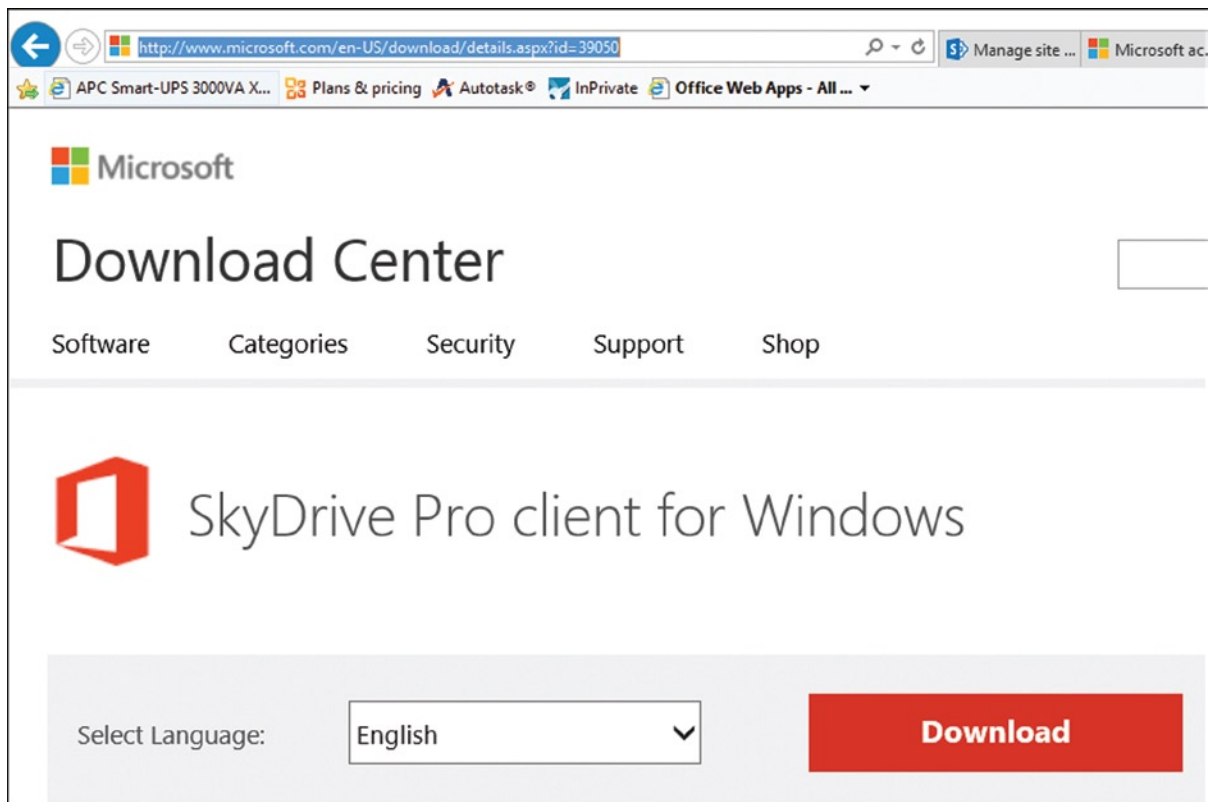 http://www.microsoft.com/en-US/download/details.aspx?id=39050 Manage site ... Microsoft ac.
APC Smart-UPS 3000VA X... Plans & pricing Autotask® InPrivate Office Web Apps - All ...
Microsoft
Download Center
Software Categories Security Support Shop
SkyDrive Pro client for Windows
Select Language: English Download